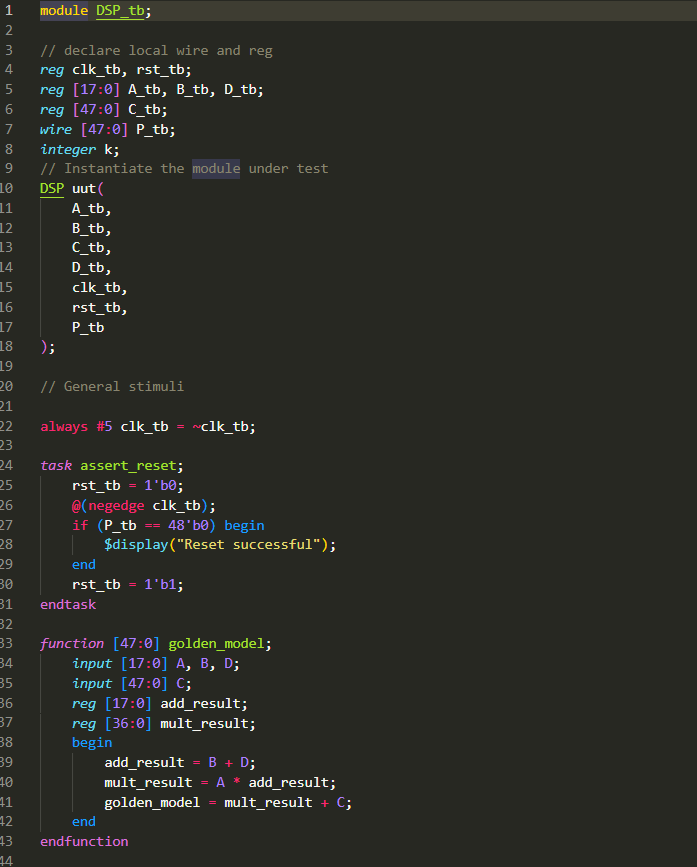 1 module DSP_tb;
2
3 // declare local wire and reg
4 reg clk_tb, rst_tb;
5 reg [17:0] A_tb, B_tb, D_tb;
6 reg [47:0] C_tb;
7 wire [47:0] P_tb;
8 integer k;
9 // Instantiate the module under test
10 DSP uut(
11     A_tb,
12     B_tb,
13     C_tb,
14     D_tb,
15     clk_tb,
16     rst_tb,
17     P_tb
18 );
19
20 // General stimuli
21
22 always #5 clk_tb = ~clk_tb;
23
24 task assert_reset;
25     rst_tb = 1'b0;
26     @(negedge clk_tb);
27     if (P_tb == 48'b0) begin
28         $display("Reset successful");
29     end
30     rst_tb = 1'b1;
31 endtask
32
33 function [47:0] golden_model;
34     input [17:0] A, B, D;
35     input [47:0] C;
36     reg [17:0] add_result;
37     reg [36:0] mult_result;
38     begin
39         add_result = B + D;
40         mult_result = A * add_result;
41         golden_model = mult_result + C;
42     end
43 endfunction
44